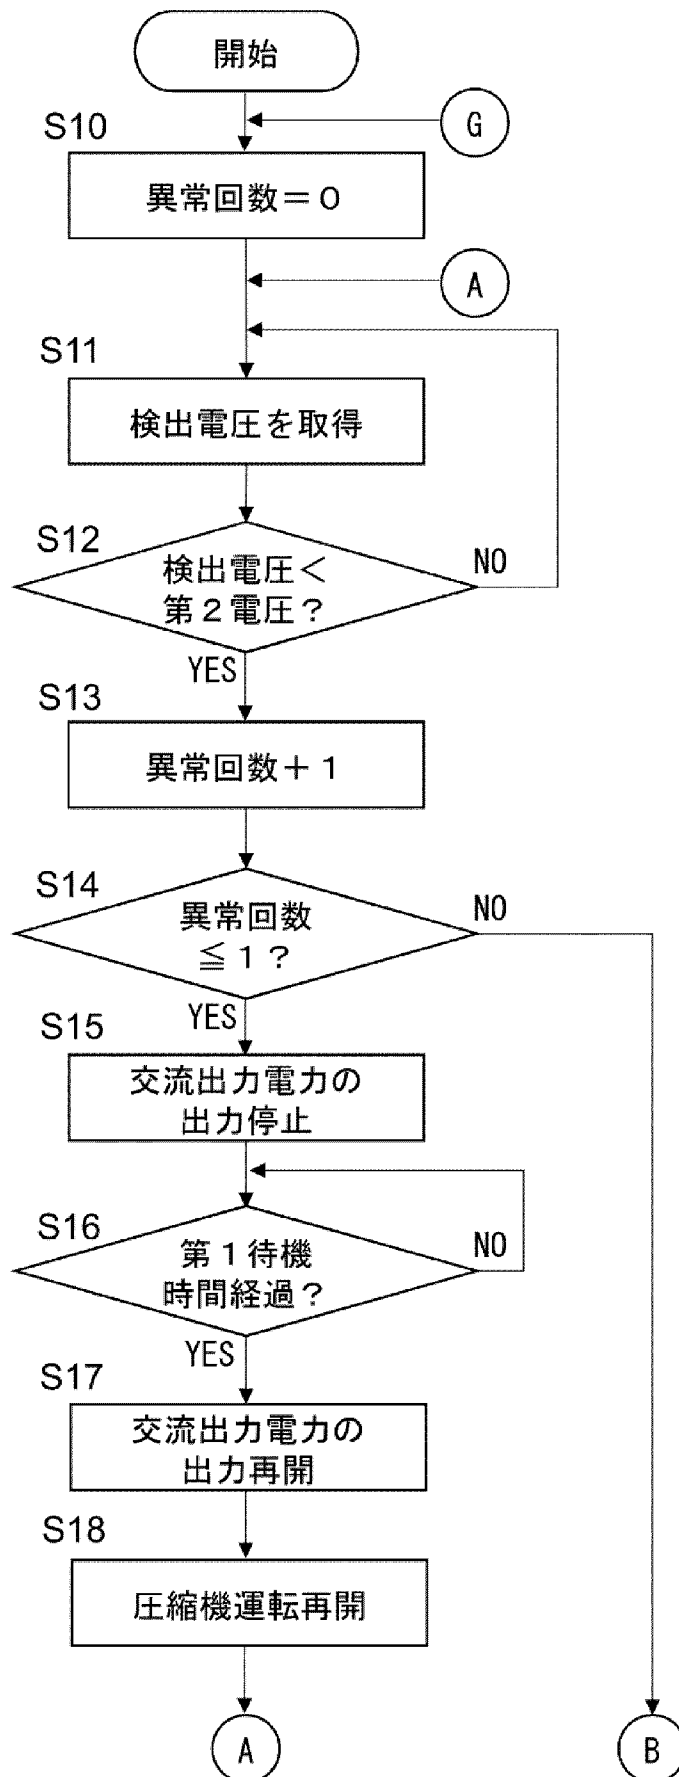 開始
G
S10
異常回数＝０
A
S11
検出電圧を取得
S12
検出電圧＜
第２電圧？
NO
YES
S13
異常回数＋１
S14
異常回数
≦１？
NO
YES
S15
交流出力電力の
出力停止
S16
第１待機
時間経過？
NO
YES
S17
交流出力電力の
出力再開
S18
圧縮機運転再開
A
B